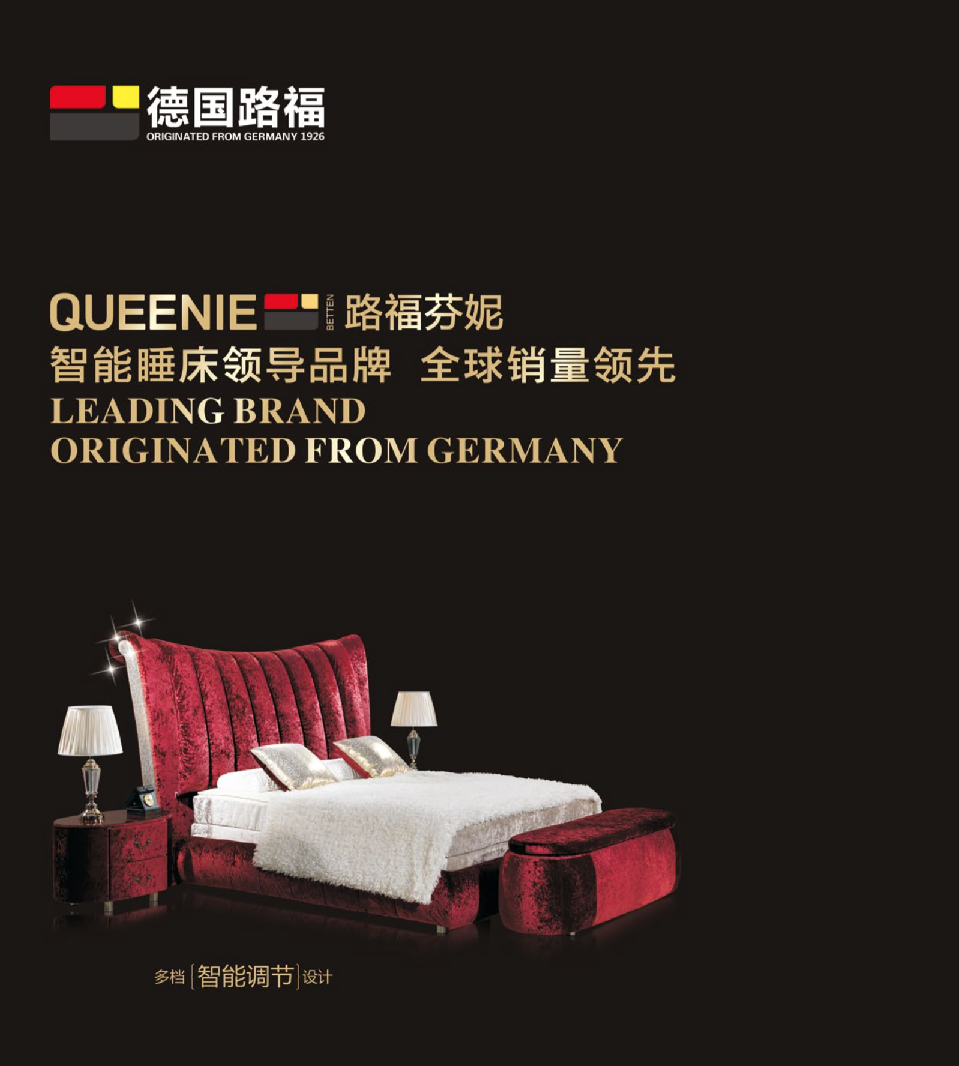 德国路福
ORIGINATED FROM GERMANY 1926
QUEENIE BETTEN 路福芬妮
智能睡床领导品牌 全球销量领先
LEADING BRAND
ORIGINATED FROM GERMANY
多档[智能调节]设计